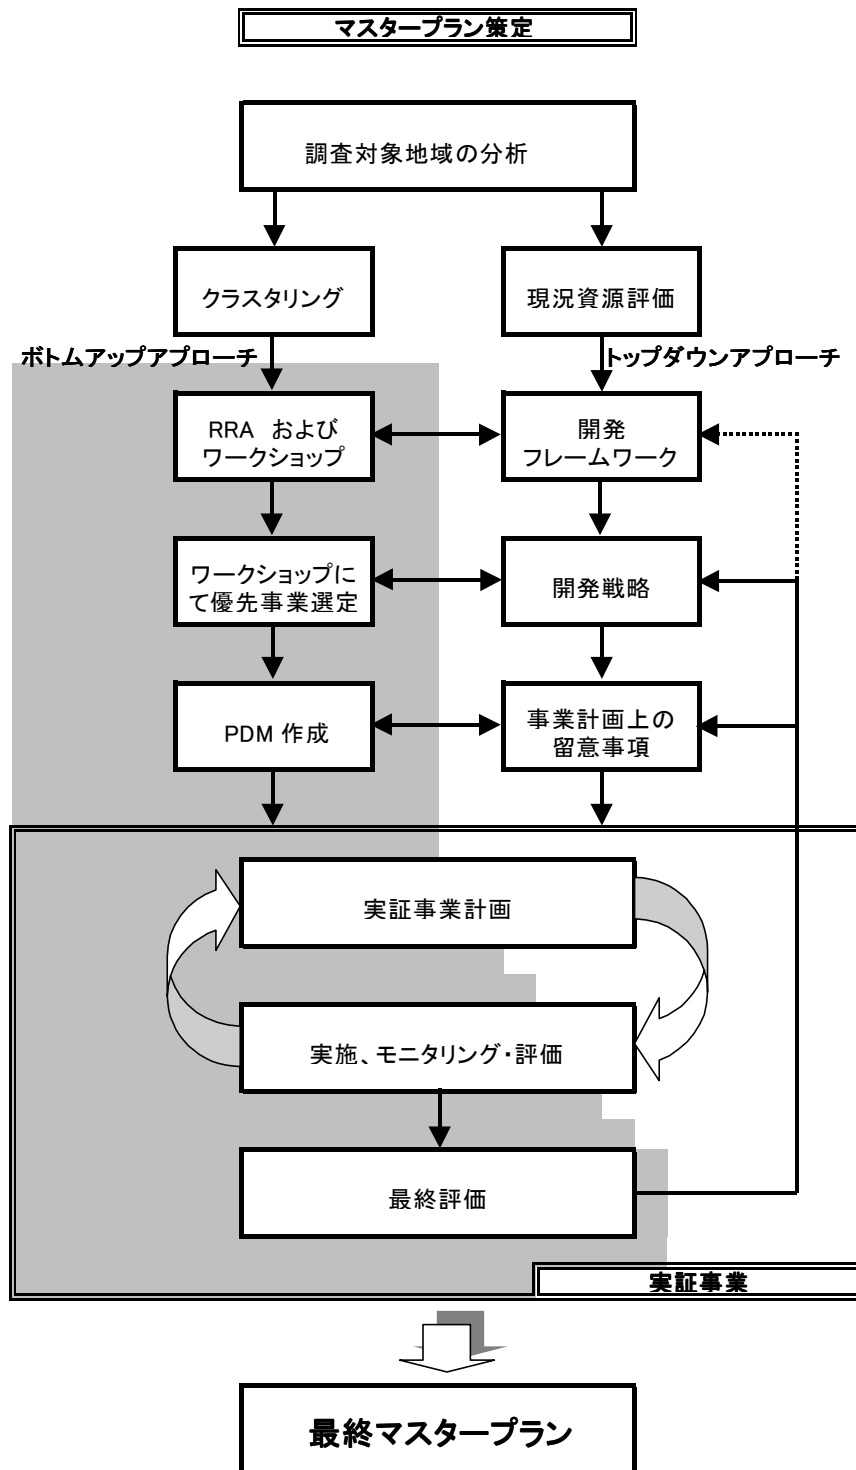 マスタープラン策定
調査対象地域の分析
クラスタリング
現況資源評価
ボトムアップアプローチ
トップダウンアプローチ
RRA および
ワークショップ
開発
フレームワーク
ワークショップに
て優先事業選定
開発戦略
PDM 作成
事業計画上の
留意事項
実証事業計画
実施、モニタリング・評価
最終評価
実証事業
最終マスタープラン